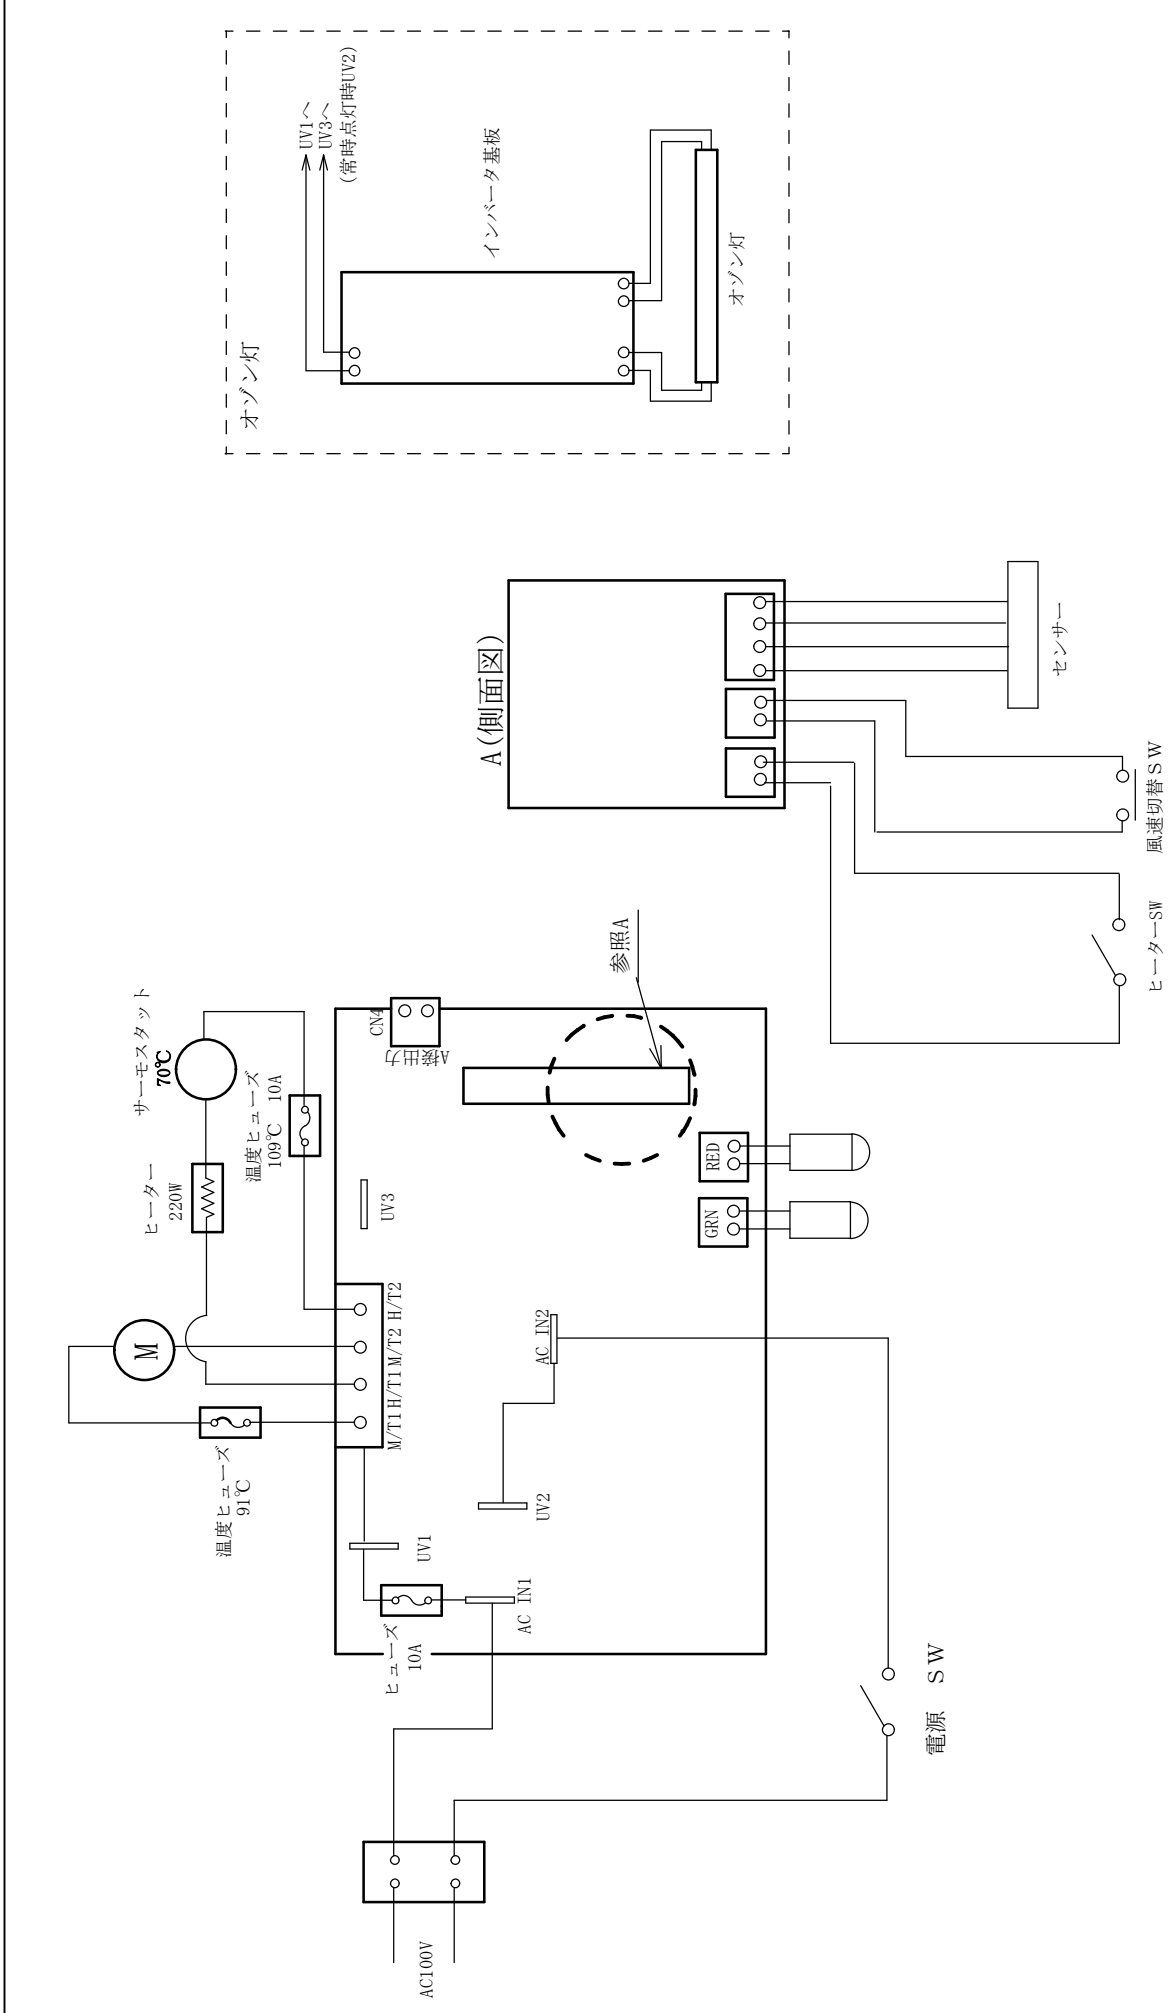 AC100V
電源 SW
ヒューズ
10A
AC IN1
UV1
UV2
AC IN2
UV3
温度ヒューズ
91℃
M
M/T1 H/T1 M/T2 H/T2
ヒーター
220W
サーモスタット
70℃
温度ヒューズ
109℃ 10A
CN4
A接出力
参照A
GRN
RED
A(側面図)
ヒーターSW
風速切替SW
センサー
オゾン灯
UV1へ
UV3へ
(常時点灯時UV2)
インバータ基板
オゾン灯